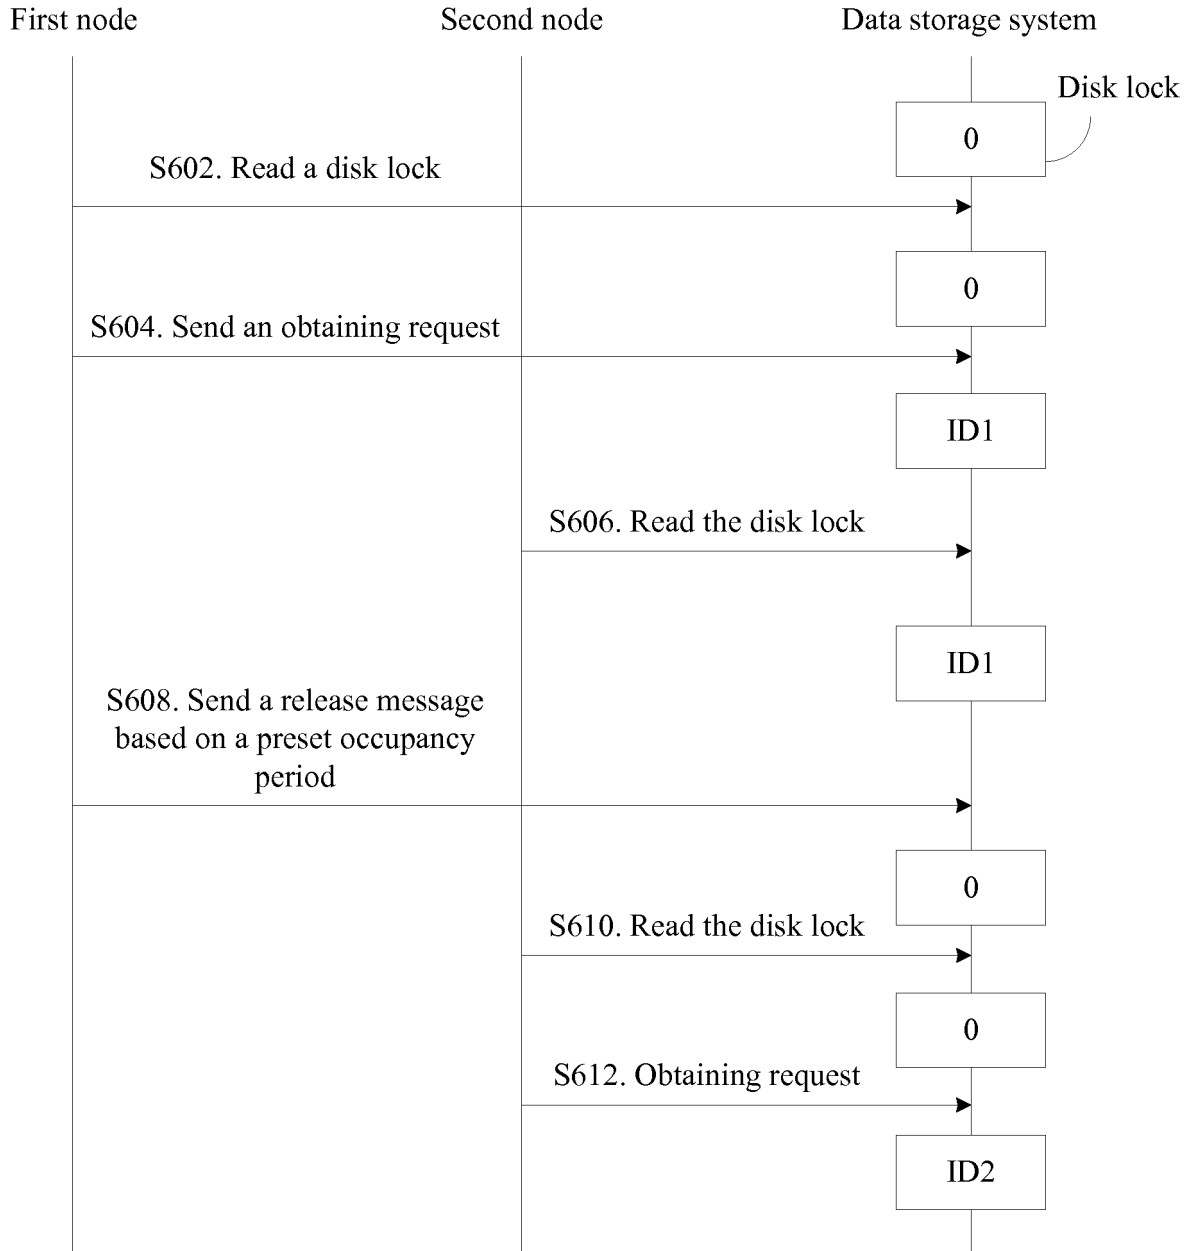 First node
Second node
Data storage system
Disk lock
0
S602. Read a disk lock
0
S604. Send an obtaining request
ID1
S606. Read the disk lock
ID1
S608. Send a release message
based on a preset occupancy
period
0
S610. Read the disk lock
0
S612. Obtaining request
ID2